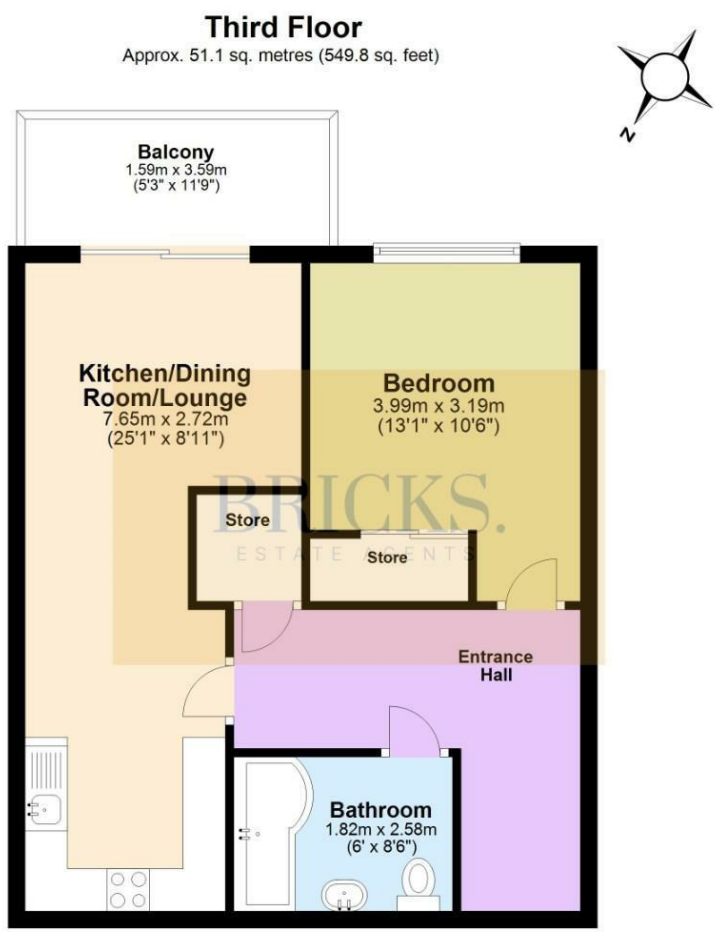 Third Floor
Approx. 51.1 sq. metres (549.8 sq. feet)
N
Balcony
1.59m x 3.59m
(5'3" x 11'9")
Kitchen/Dining
Room/Lounge
7.65m x 2.72m
(25'1" x 8'11")
Bedroom
3.99m x 3.19m
(13'1" x 10'6")
BRICKS.
ESTATE AGENTS
Store
Store
Entrance
Hall
Bathroom
1.82m x 2.58m
(6' x 8'6")